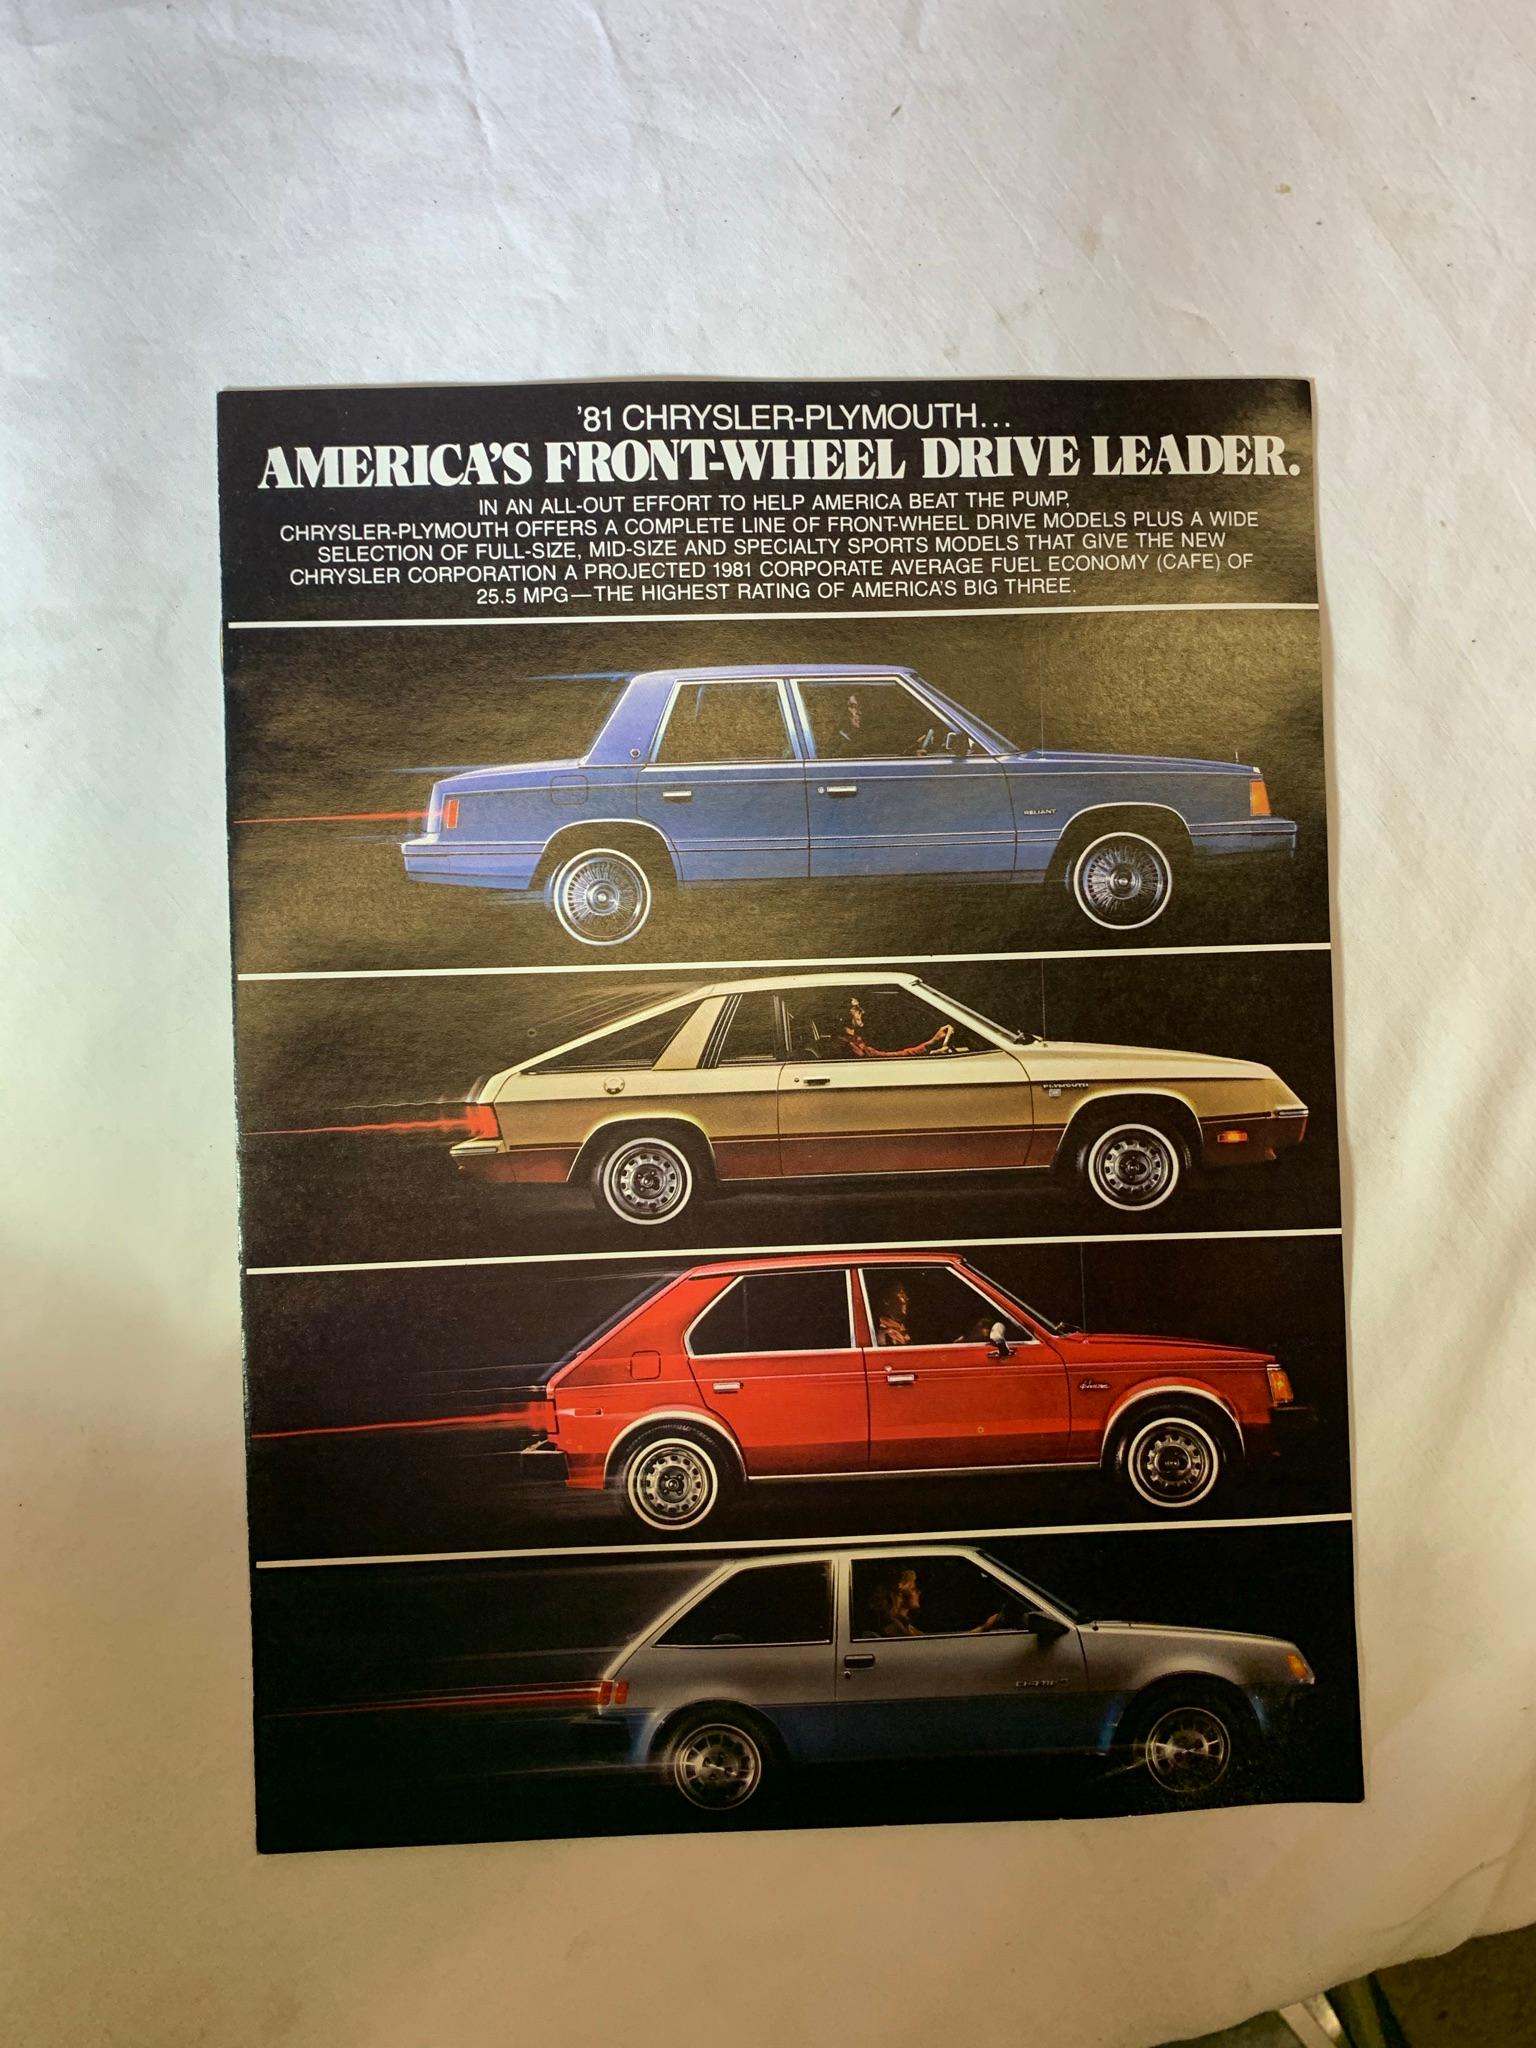 '81 CHRYSLER-PLYMOUTH...
AMERICA'S FRONT-WHEEL DRIVE LEADER.
IN AN ALL-OUT EFFORT TO HELP AMERICA BEAT THE PUMP,
CHRYSLER-PLYMOUTH OFFERS A COMPLETE LINE OF FRONT-WHEEL DRIVE MODELS PLUS A WIDE
SELECTION OF FULL-SIZE, MID-SIZE AND SPECIALTY SPORTS MODELS THAT GIVE THE NEW
CHRYSLER CORPORATION A PROJECTED 1981 CORPORATE AVERAGE FUEL ECONOMY (CAFE) OF
25.5 MPG—THE HIGHEST RATING OF AMERICA'S BIG THREE.
RELIANT
PLYMOUTH